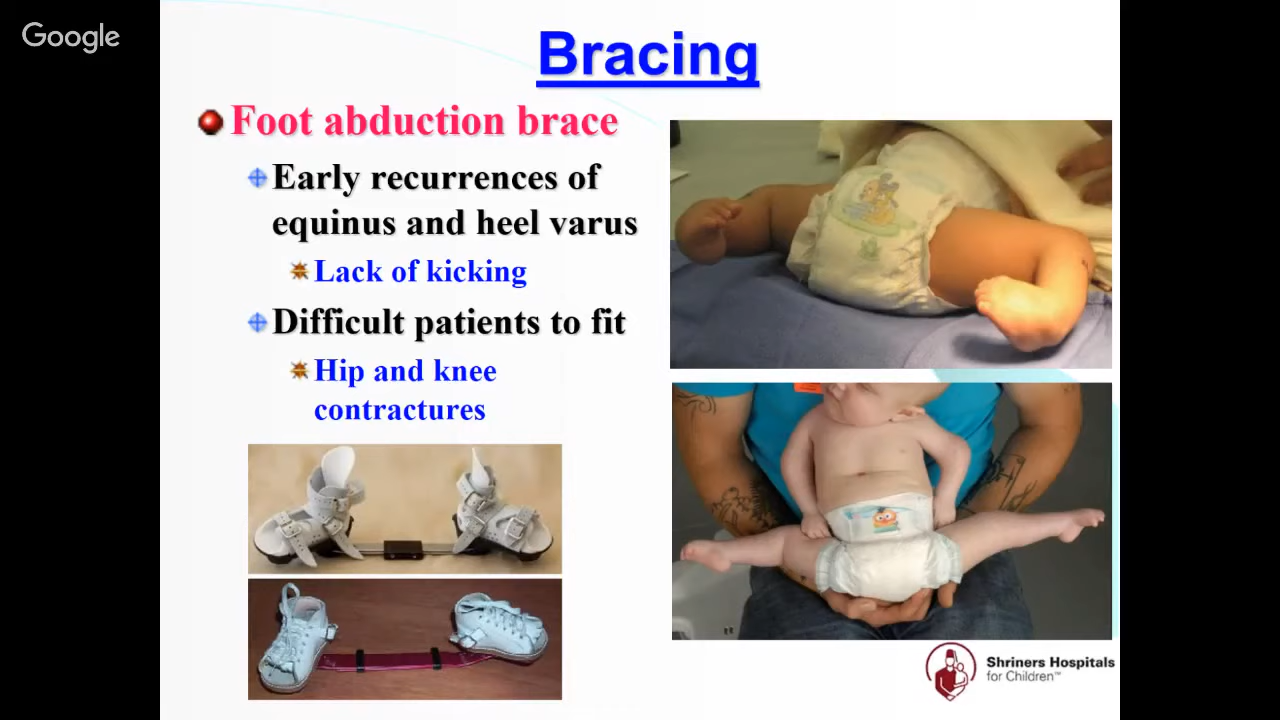 Google
Bracing
Foot abduction brace
Early recurrences of
equinus and heel varus
Lack of kicking
Difficult patients to fit
Hip and knee
contractures
Shriners Hospitals
for Children™